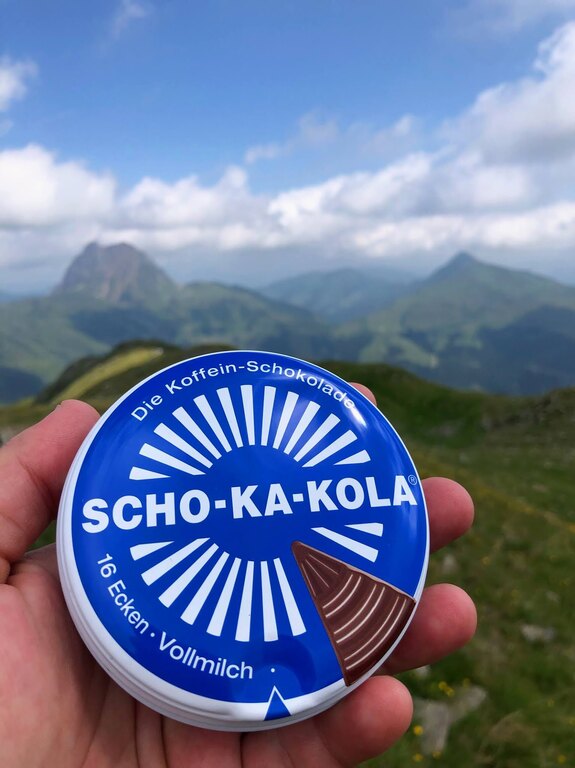 Die Koffein-Schokolade
SCHO-KA-KOLA®
16 Ecken · Vollmilch